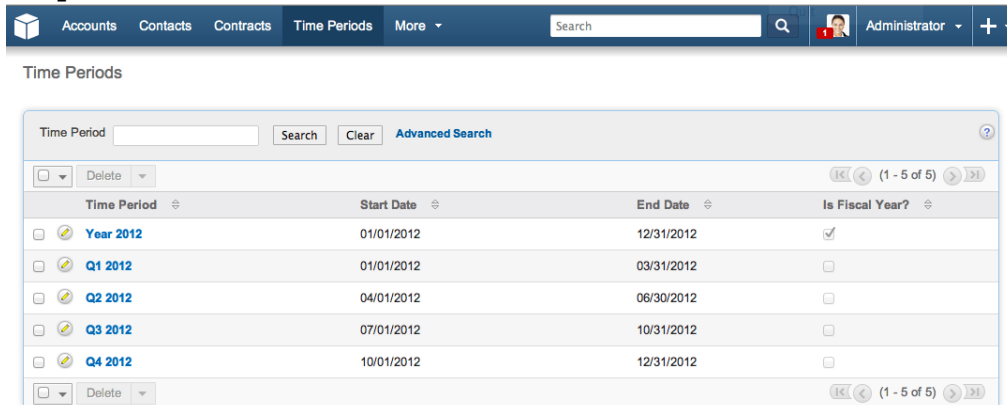 Accounts Contacts Contracts Time Periods More Search 1 Administrator
Time Periods
Time Period Search Clear Advanced Search ?
Delete (1 - 5 of 5)
Time Period Start Date End Date Is Fiscal Year?
Year 2012 01/01/2012 12/31/2012
Q1 2012 01/01/2012 03/31/2012
Q2 2012 04/01/2012 06/30/2012
Q3 2012 07/01/2012 10/31/2012
Q4 2012 10/01/2012 12/31/2012
Delete (1 - 5 of 5)